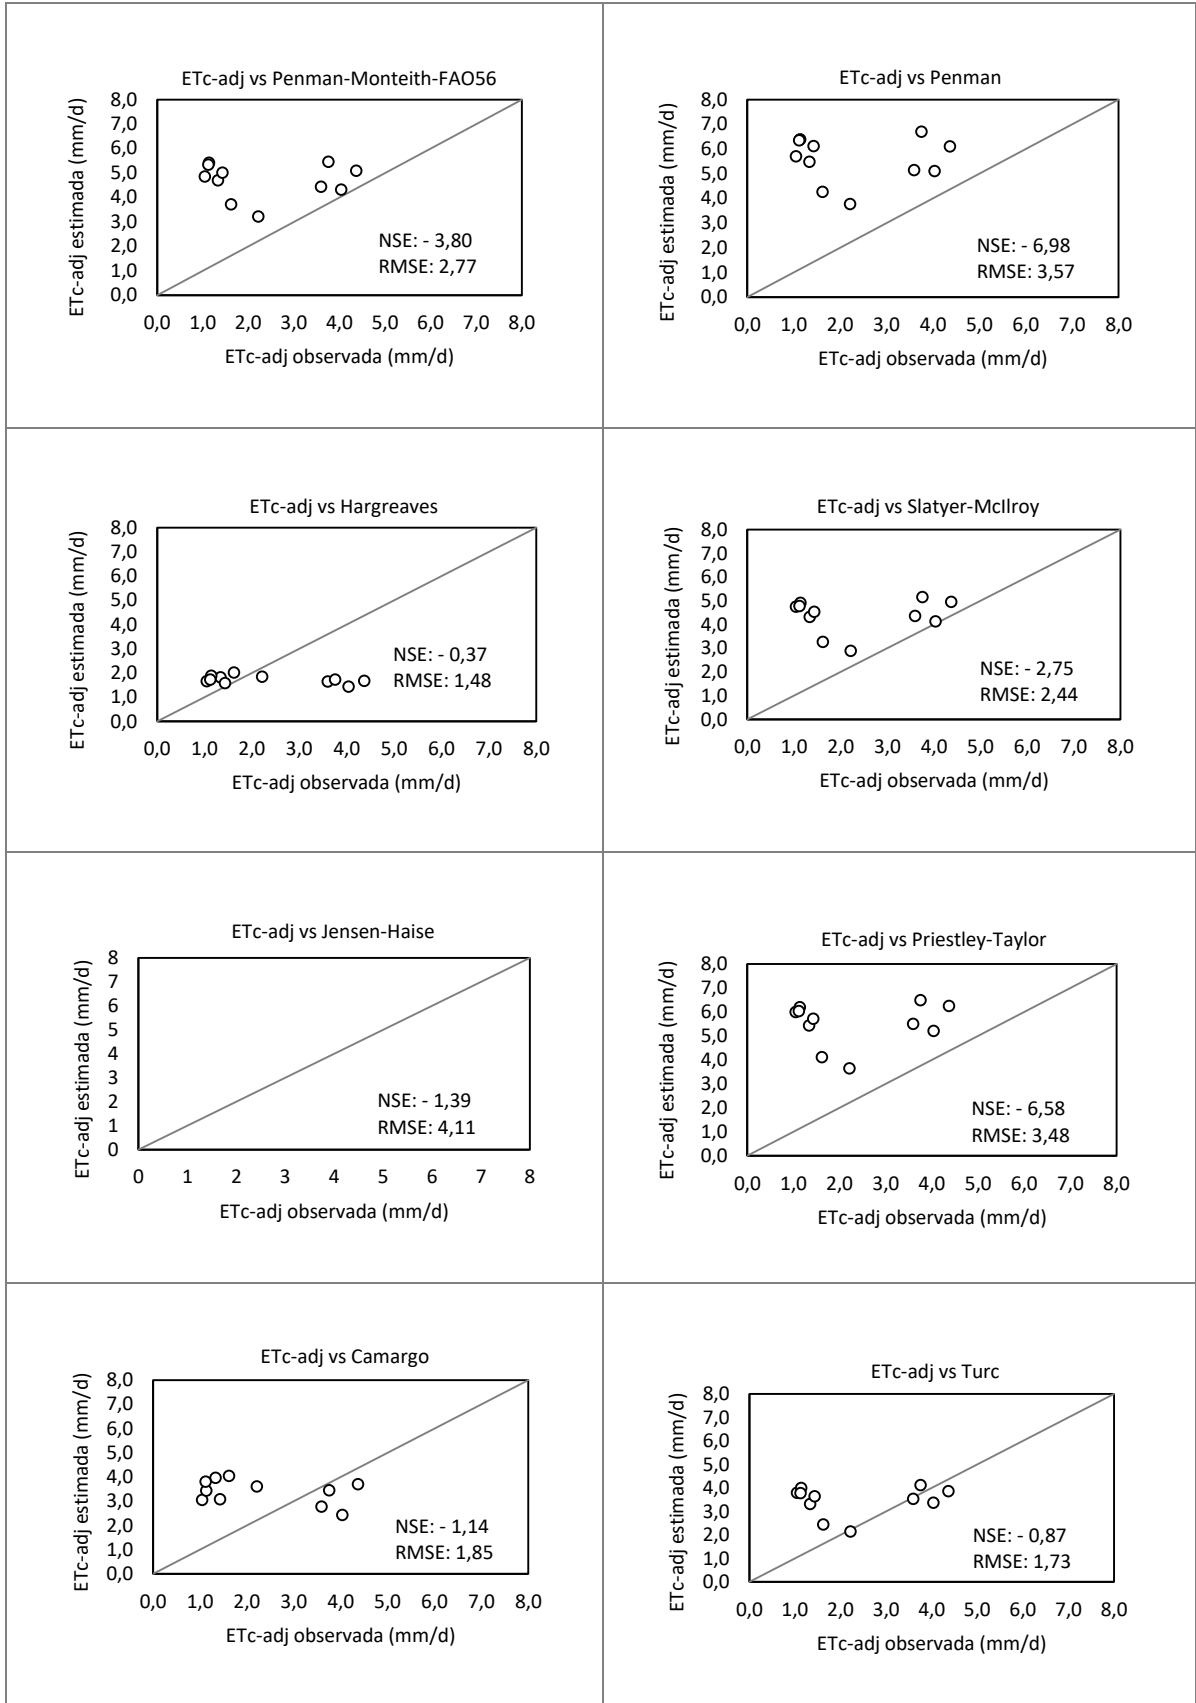 ETc-adj vs Penman-Monteith-FAO56
ETc-adj estimada (mm/d)
8,0
7,0
6,0
5,0
4,0
3,0
2,0
1,0
0,0
NSE: - 3,80
RMSE: 2,77
0,0 1,0 2,0 3,0 4,0 5,0 6,0 7,0 8,0
ETc-adj observada (mm/d)
ETc-adj vs Penman
ETc-adj estimada (mm/d)
8,0
7,0
6,0
5,0
4,0
3,0
2,0
1,0
0,0
NSE: - 6,98
RMSE: 3,57
0,0 1,0 2,0 3,0 4,0 5,0 6,0 7,0 8,0
ETc-adj observada (mm/d)
ETc-adj vs Hargreaves
ETc-adj estimada (mm/d)
8,0
7,0
6,0
5,0
4,0
3,0
2,0
1,0
0,0
NSE: - 0,37
RMSE: 1,48
0,0 1,0 2,0 3,0 4,0 5,0 6,0 7,0 8,0
ETc-adj observada (mm/d)
ETc-adj vs Slatyer-McIlroy
ETc-adj estimada (mm/d)
8,0
7,0
6,0
5,0
4,0
3,0
2,0
1,0
0,0
NSE: - 2,75
RMSE: 2,44
0,0 1,0 2,0 3,0 4,0 5,0 6,0 7,0 8,0
ETc-adj observada (mm/d)
ETc-adj vs Jensen-Haise
ETc-adj estimada (mm/d)
8
7
6
5
4
3
2
1
0
NSE: - 1,39
RMSE: 4,11
0 1 2 3 4 5 6 7 8
ETc-adj observada (mm/d)
ETc-adj vs Priestley-Taylor
ETc-adj estimada (mm/d)
8,0
7,0
6,0
5,0
4,0
3,0
2,0
1,0
0,0
NSE: - 6,58
RMSE: 3,48
0,0 1,0 2,0 3,0 4,0 5,0 6,0 7,0 8,0
ETc-adj observada (mm/d)
ETc-adj vs Camargo
ETc-adj estimada (mm/d)
8,0
7,0
6,0
5,0
4,0
3,0
2,0
1,0
0,0
NSE: - 1,14
RMSE: 1,85
0,0 1,0 2,0 3,0 4,0 5,0 6,0 7,0 8,0
ETc-adj observada (mm/d)
ETc-adj vs Turc
ETc-adj estimada (mm/d)
8,0
7,0
6,0
5,0
4,0
3,0
2,0
1,0
0,0
NSE: - 0,87
RMSE: 1,73
0,0 1,0 2,0 3,0 4,0 5,0 6,0 7,0 8,0
ETc-adj observada (mm/d)